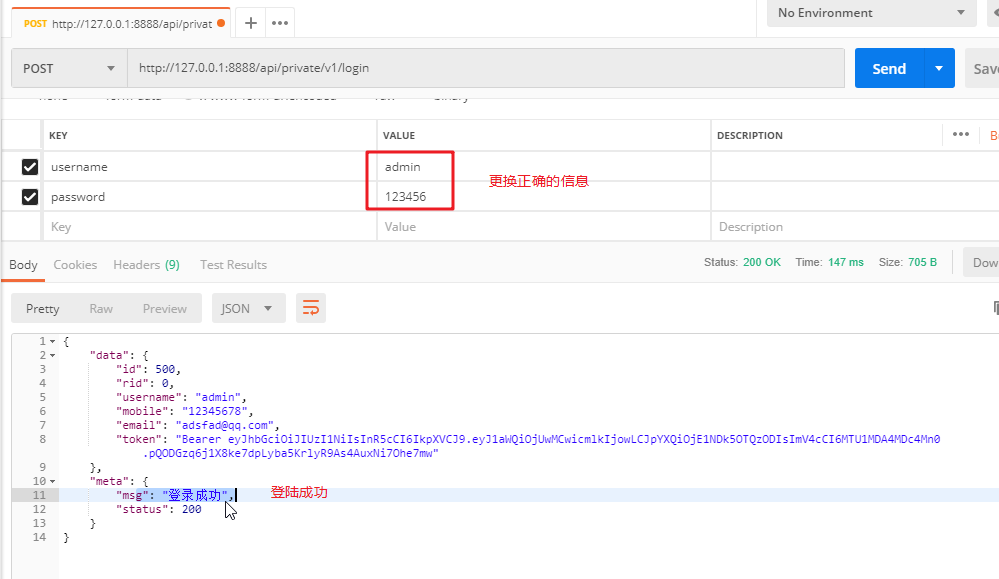 POST http://127.0.0.1:8888/api/privat
No Environment
POST http://127.0.0.1:8888/api/private/v1/login Send Save
KEY VALUE DESCRIPTION
username admin
更换正确的信息
password 123456
Key Value Description
Body Cookies Headers (9) Test Results Status: 200 OK Time: 147 ms Size: 705 B Dow
Pretty Raw Preview JSON
1 {
2 "data": {
3 "id": 500,
4 "rid": 0,
5 "username": "admin",
6 "mobile": "12345678",
7 "email": "adsfad@qq.com",
8 "token": "Bearer eyJhbGciOiJIUzI1NiIsInR5cCI6IkpXVCJ9.eyJ1aWQiOjUwMCwicmlkIjowLCJpYXQiOjE1NDk5OTQzODIsImV4cCI6MTU1MDA4MDc4Mn0
.pQODGzq6j1X8ke7dpLyba5KrlyR9As4AuxNi7Ohe7mw"
9 },
10 "meta": {
11 "msg": "登录成功", 登陆成功
12 "status": 200
13 }
14 }